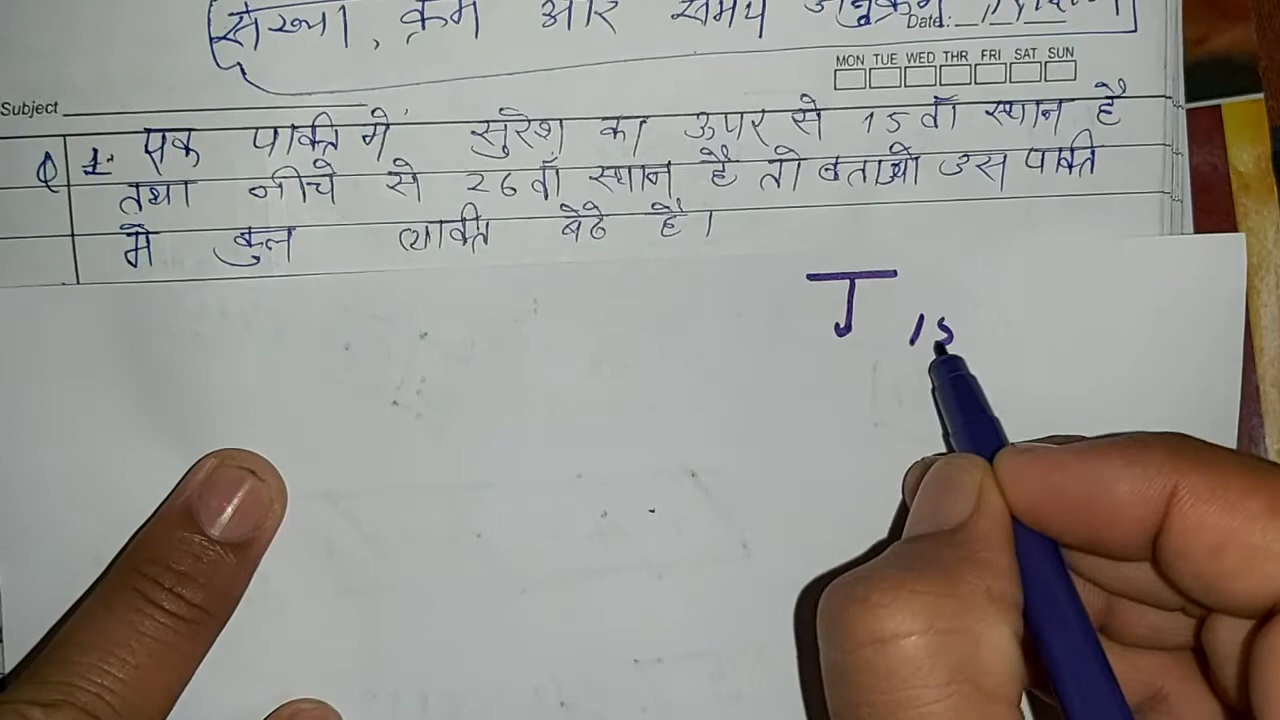 संख्या, क्रम और समय अनुक्रम
Date:
MON TUE WED THR FRI SAT SUN
Subject
Q 1. एक पाक्ति में सुरेश का ऊपर से 15वाँ स्थान है
तथा नीचे से 26वाँ स्थान है तो बताओ उस पाक्ति
मे कुल व्याक्ति बैठे है।
T 15